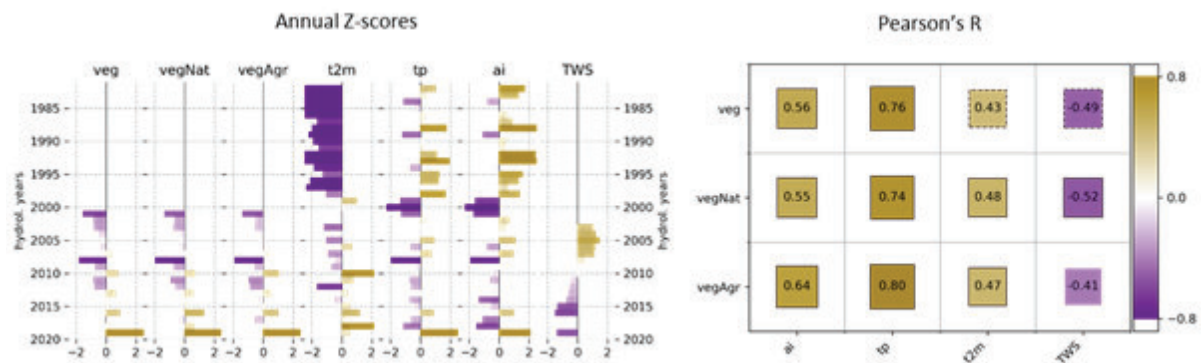 Annual Z-scores
veg vegNat vegAgr t2m tp ai TWS
1985 1985
1990 1990
1995 1995
2000 2000
2005 2005
2010 2010
2015 2015
2020 2020
hydrol. years
hydrol. years
−2 0 −2 0 −2 0 −2 0 2 −2 0 2 −2 0 2 −2 0 2
Pearson's R
veg 0.56 0.76 0.43 -0.49
vegNat 0.55 0.74 0.48 -0.52
vegAgr 0.64 0.80 0.47 -0.41
ai tp t2m TWS
0.8
0.0
−0.8